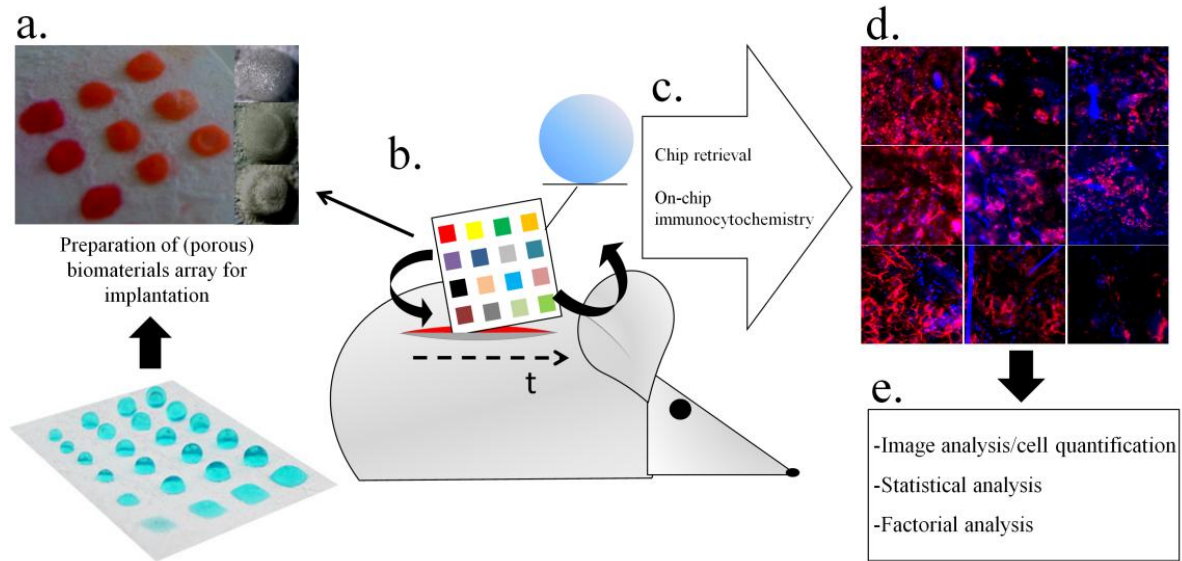 a.
Preparation of (porous)
biomaterials array for
implantation
b.
t
c.
Chip retrieval
On-chip
immunocytochemistry
d.
e.
-Image analysis/cell quantification
-Statistical analysis
-Factorial analysis